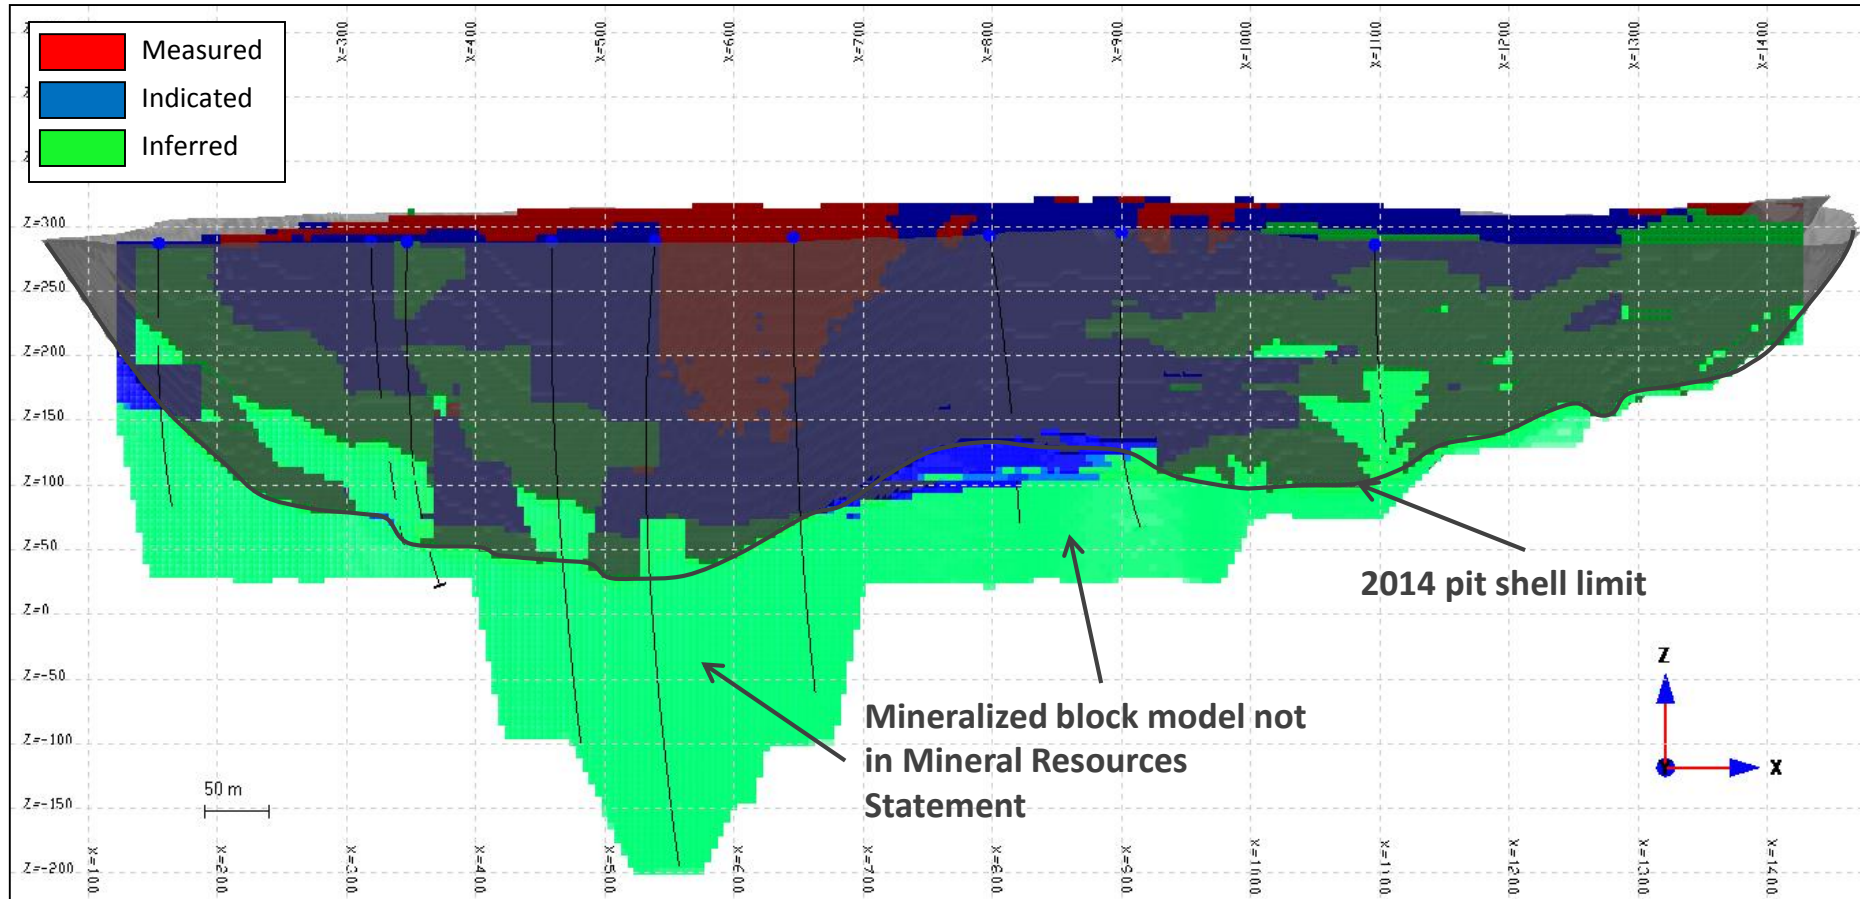 Measured
Indicated
Inferred
X=300
X=400
X=500
X=600
X=700
X=800
X=900
X=1000
X=1100
X=1200
X=1300
X=1400
Z=300
Z=250
Z=200
Z=150
Z=100
Z=50
2014 pit shell limit
Z=0
Z=-50
Mineralized block model not
in Mineral Resources
Statement
Z=-100
Z=-150
Z=-200
50 m
Z
Y
X
X=100
X=200
X=300
X=400
X=500
X=600
X=700
X=800
X=900
X=1000
X=1100
X=1200
X=1300
X=1400